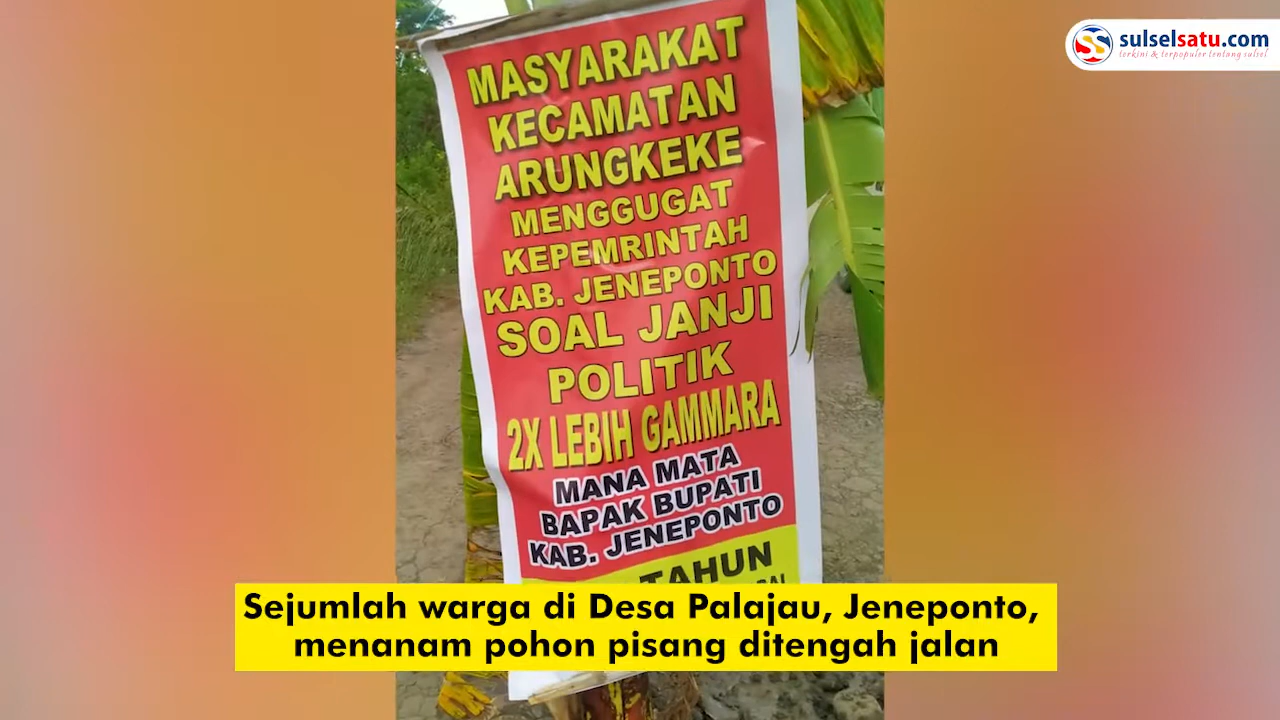 sulselsatu.com
terkini & terpopuler tentang sulsel
MASYARAKAT
KECAMATAN
ARUNGKEKE
MENGGUGAT
KEPEMRINTAH
KAB. JENEPONTO
SOAL JANJI
POLITIK
2X LEBIH GAMMARA
MANA MATA
BAPAK BUPATI
KAB. JENEPONTO
TAHUN
Sejumlah warga di Desa Palajau, Jeneponto,
menanam pohon pisang ditengah jalan